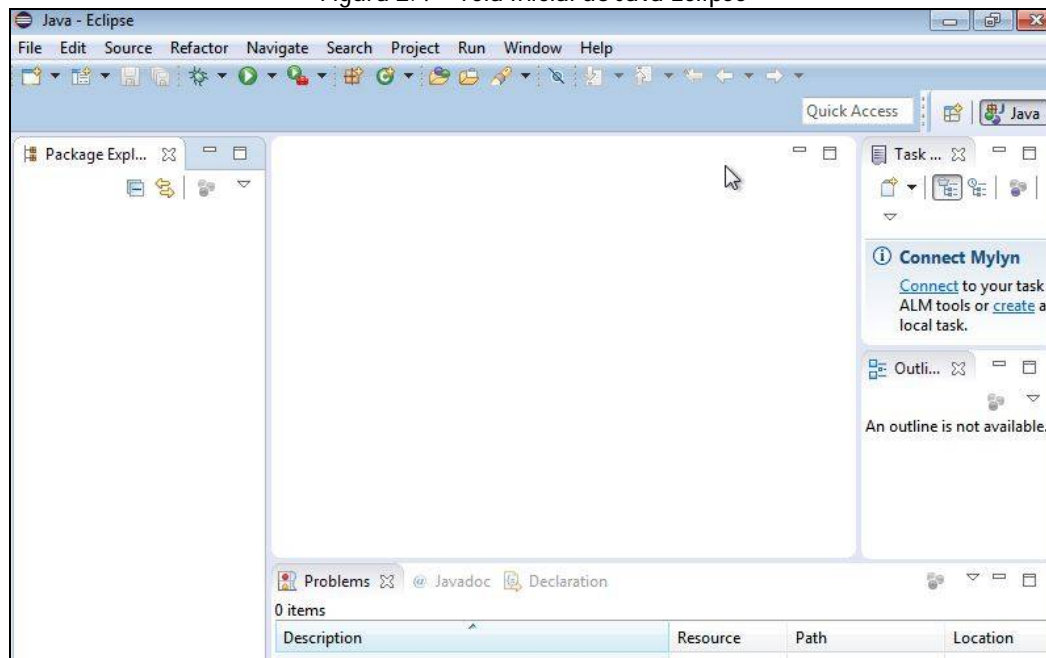 Java - Eclipse
File Edit Source Refactor Navigate Search Project Run Window Help
Quick Access
Java
Package Expl...
Task ...
Connect Mylyn
Connect to your task
ALM tools or create a
local task.
Outli...
An outline is not available.
Problems @ Javadoc Declaration
0 items
Description Resource Path Location